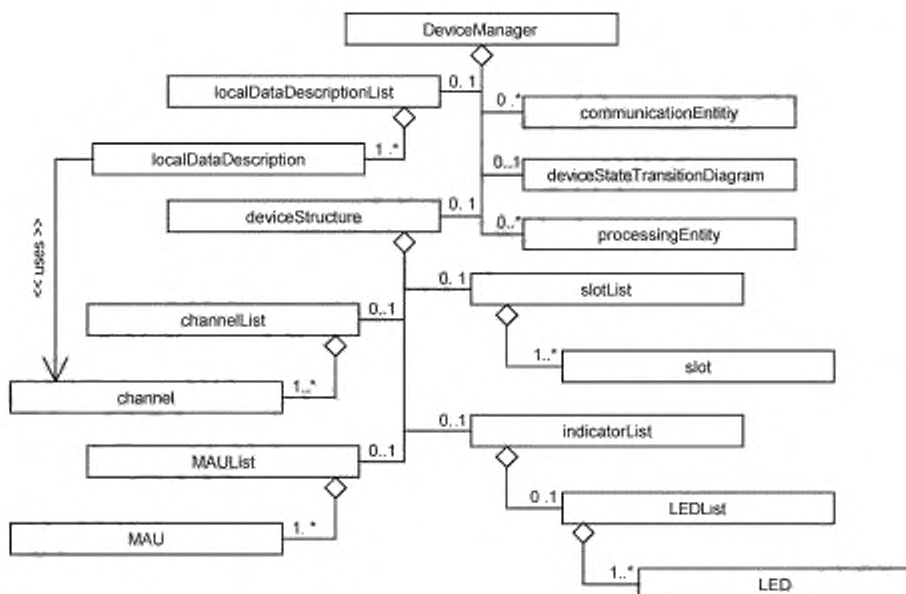 DeviceManager
0. 1
localDataDescriptionList
0 .*
communicationEntitiy
1 .*
localDataDescription
0..1
deviceStateTransitionDiagram
0. 1
deviceStructure
0..*
processingEntity
<< uses >>
0. 1
slotList
0,.1
channelList
1..*
slot
1..*
channel
0..1
indicatorList
0..1
MAUList
0 .1
LEDList
1. *
MAU
1..*
LED